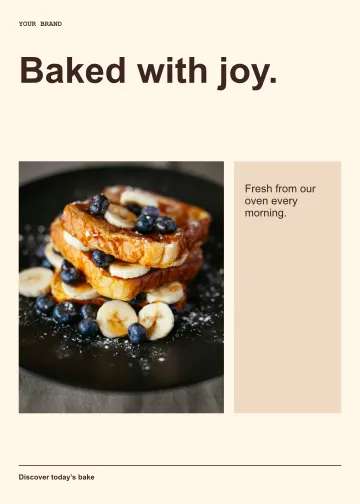 YOUR BRAND
Baked with joy.
Fresh from our
oven every
morning.
Discover today's bake